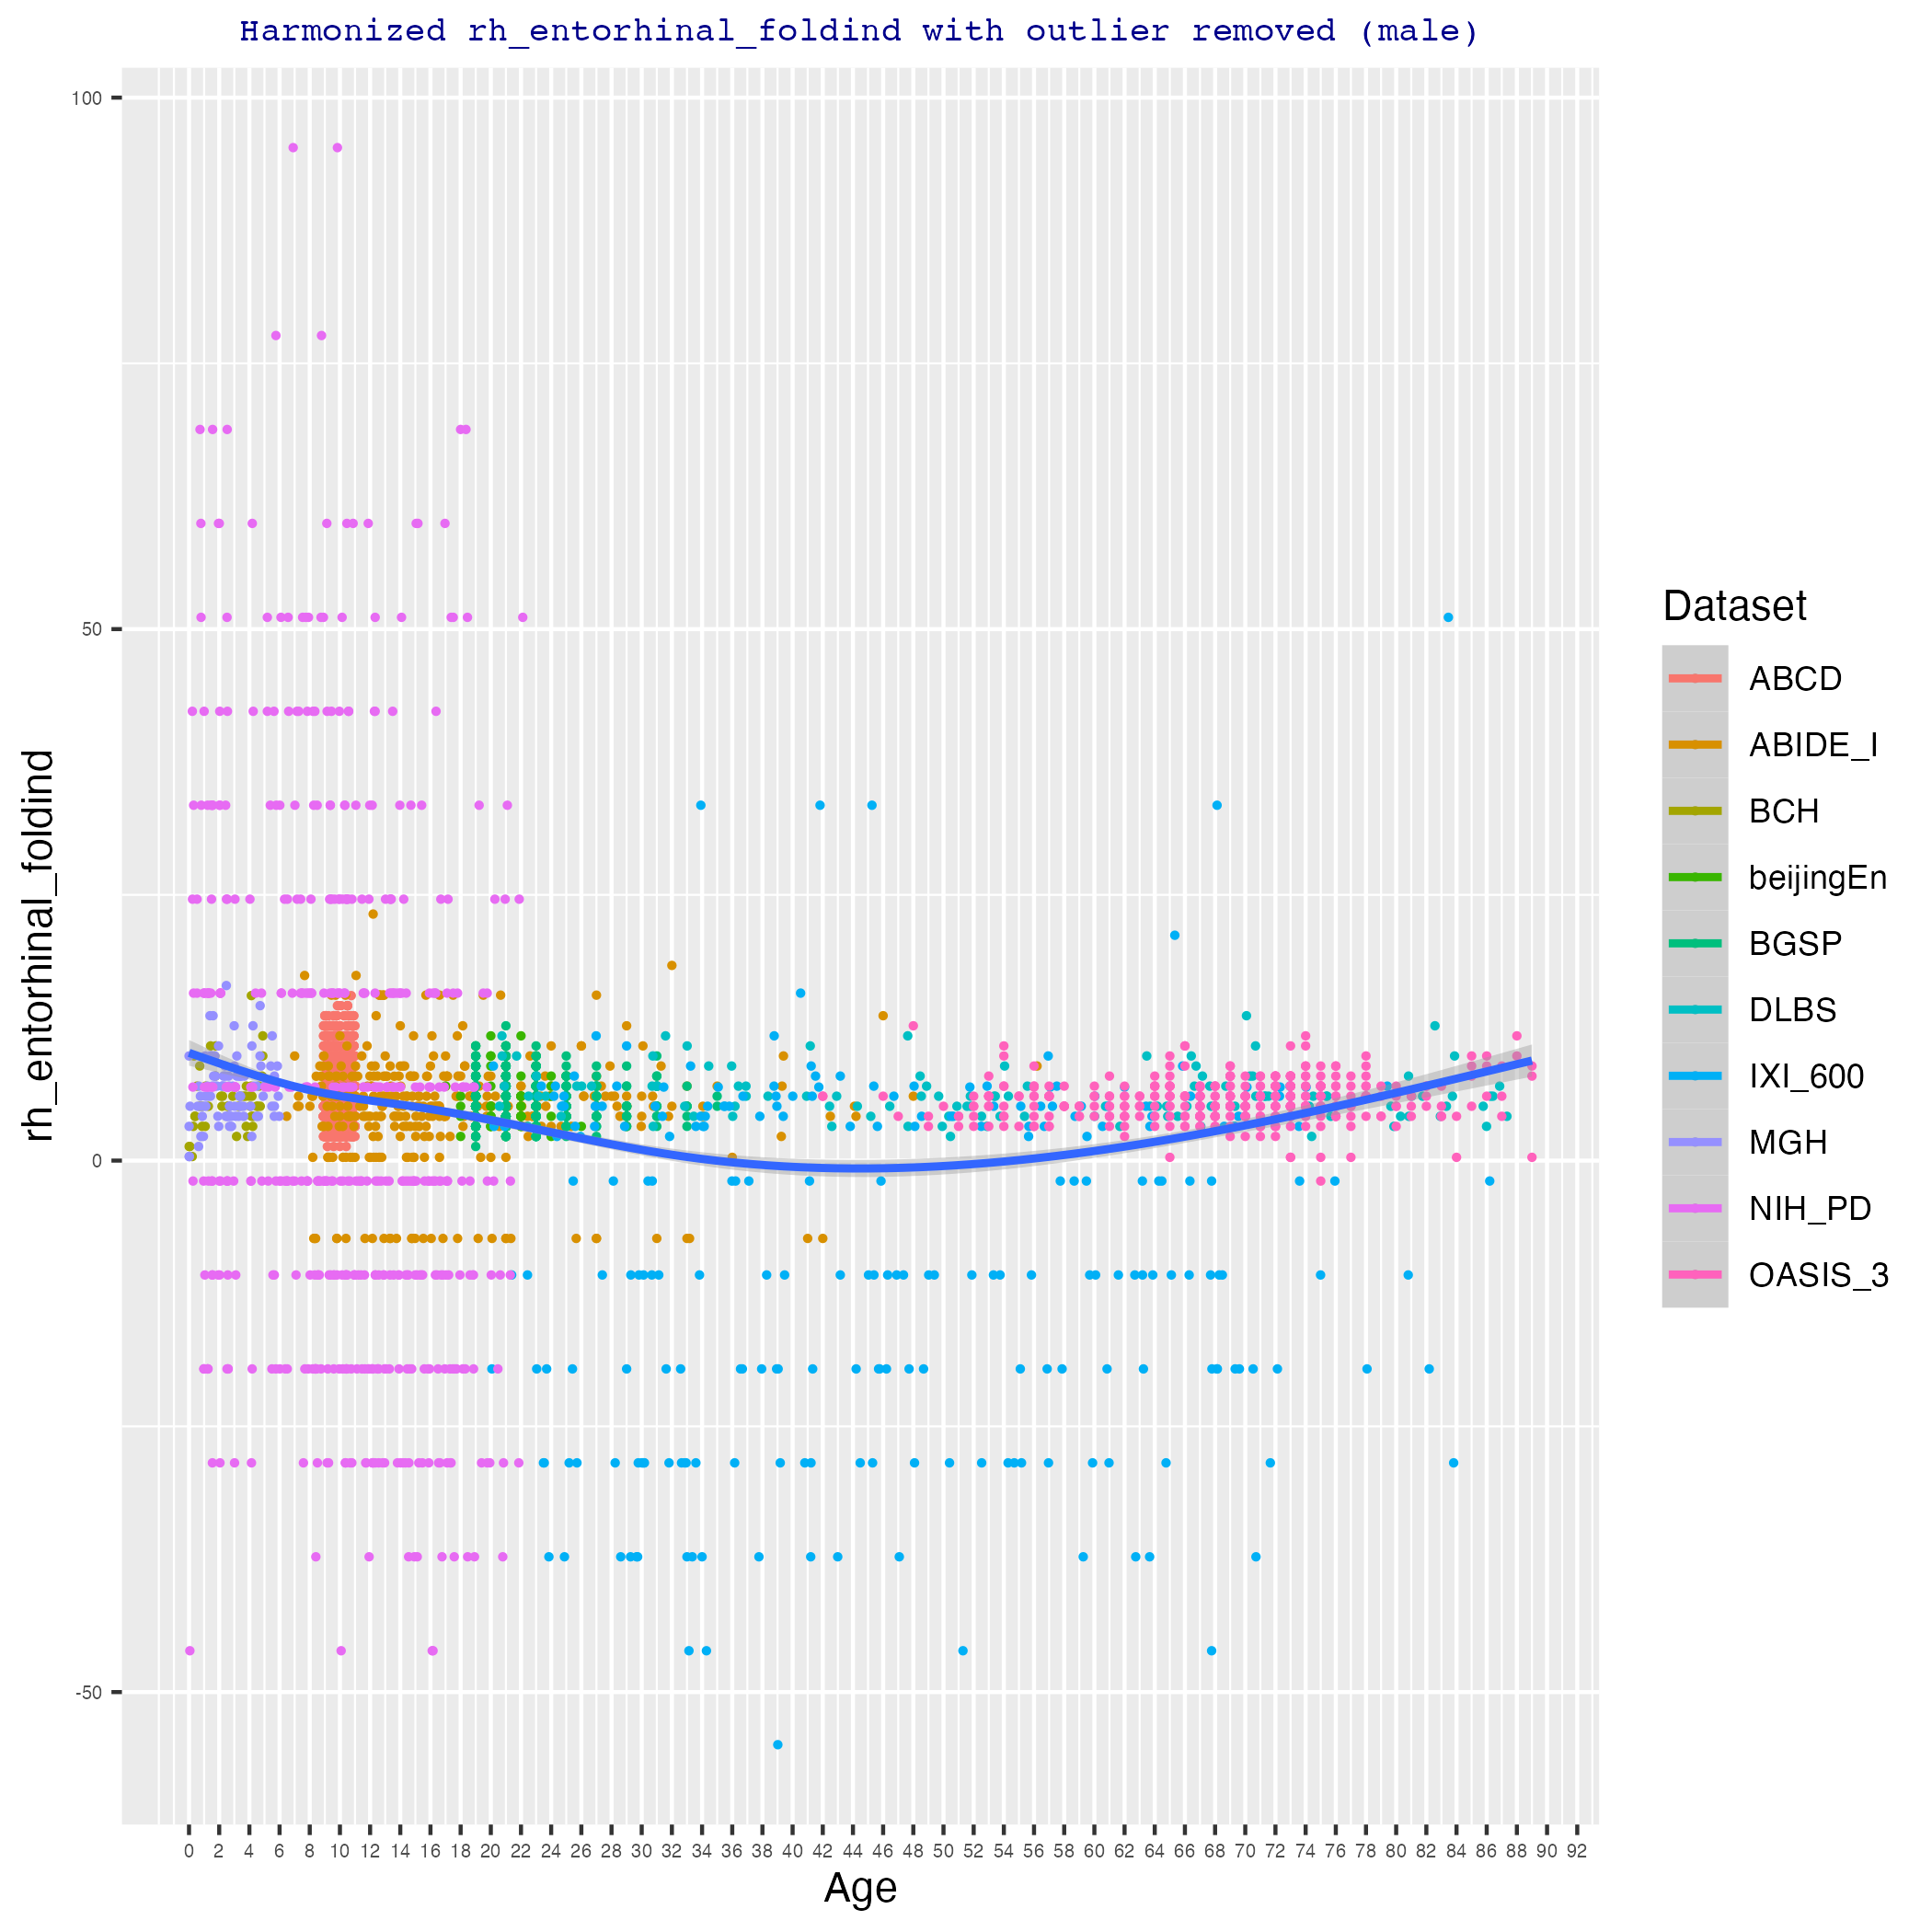 Harmonized rh_entorhinal_foldind with outlier removed (male)
100
50
0
-50
rh_entorhinal_foldind
0 2 4 6 8 10 12 14 16 18 20 22 24 26 28 30 32 34 36 38 40 42 44 46 48 50 52 54 56 58 60 62 64 66 68 70 72 74 76 78 80 82 84 86 88 90 92
Age
Dataset
ABCD
ABIDE_I
BCH
beijingEn
BGSP
DLBS
IXI_600
MGH
NIH_PD
OASIS_3